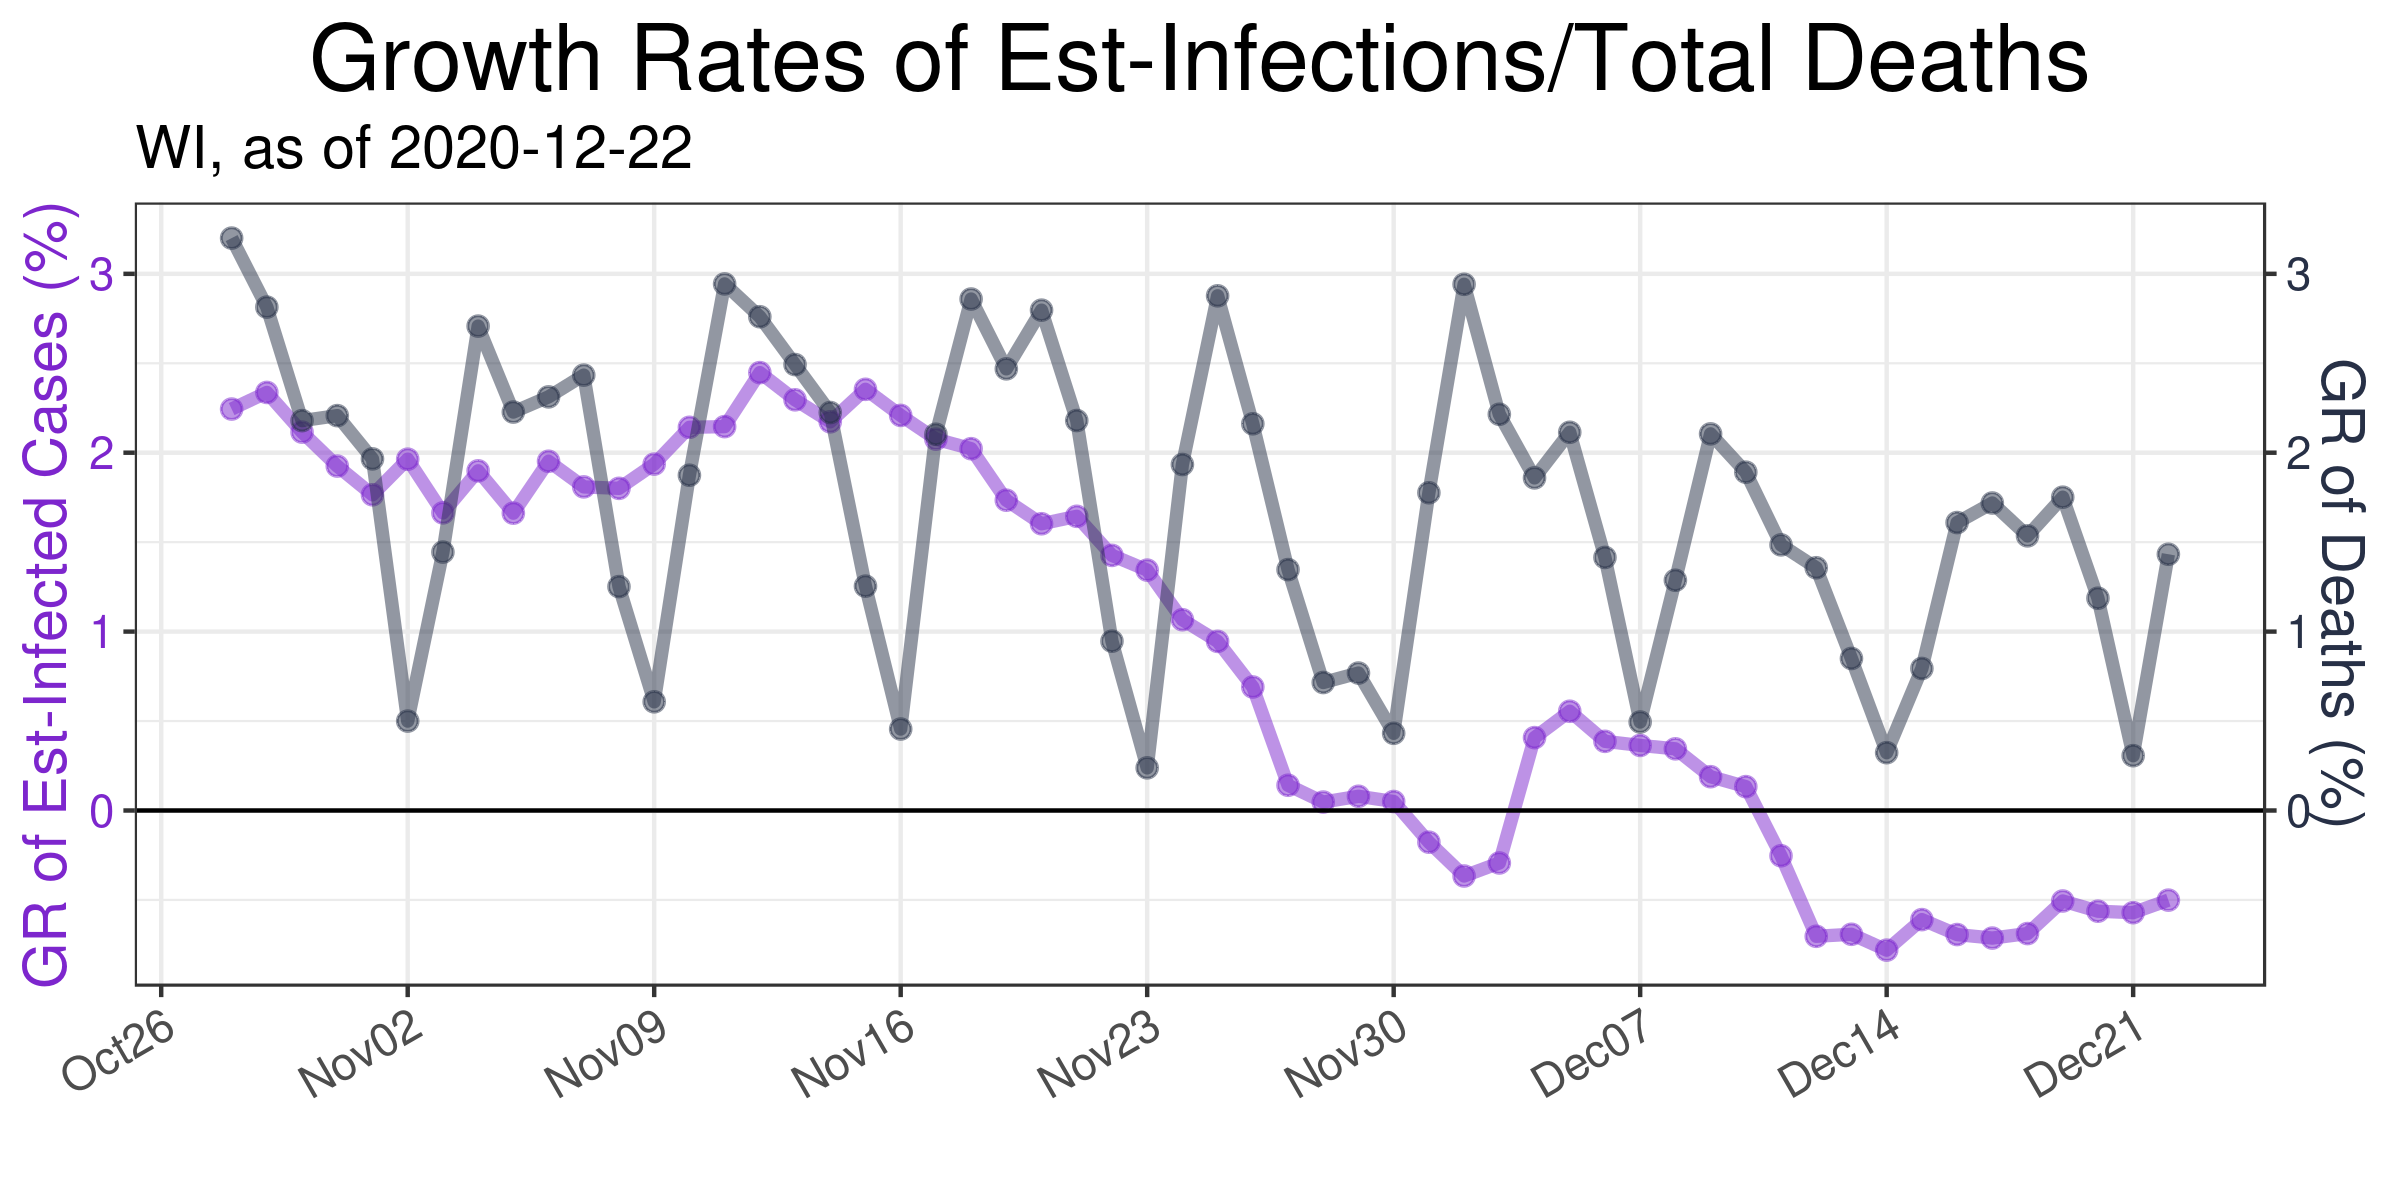 Growth Rates of Est-Infections/Total Deaths
WI, as of 2020-12-22
GR of Est-Infected Cases (%)
3
2
1
0
3
2
1
0
GR of Deaths (%)
Oct26 Nov02 Nov09 Nov16 Nov23 Nov30 Dec07 Dec14 Dec21